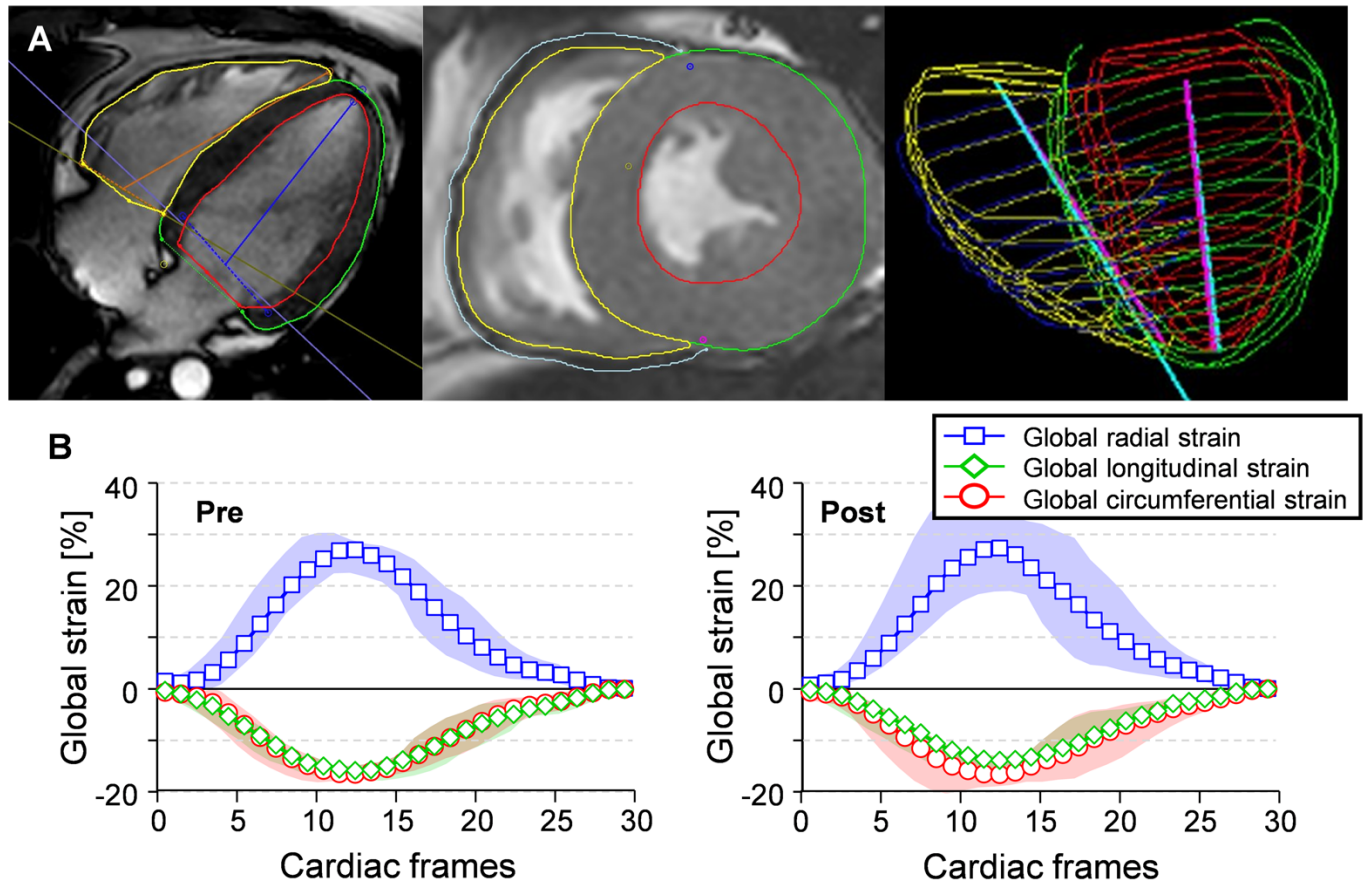 A
B
Global radial strain
Global longitudinal strain
Global circumferential strain
Pre
Global strain [%]
40
20
0
-20
0 5 10 15 20 25 30
Cardiac frames
Post
Global strain [%]
40
20
0
-20
0 5 10 15 20 25 30
Cardiac frames